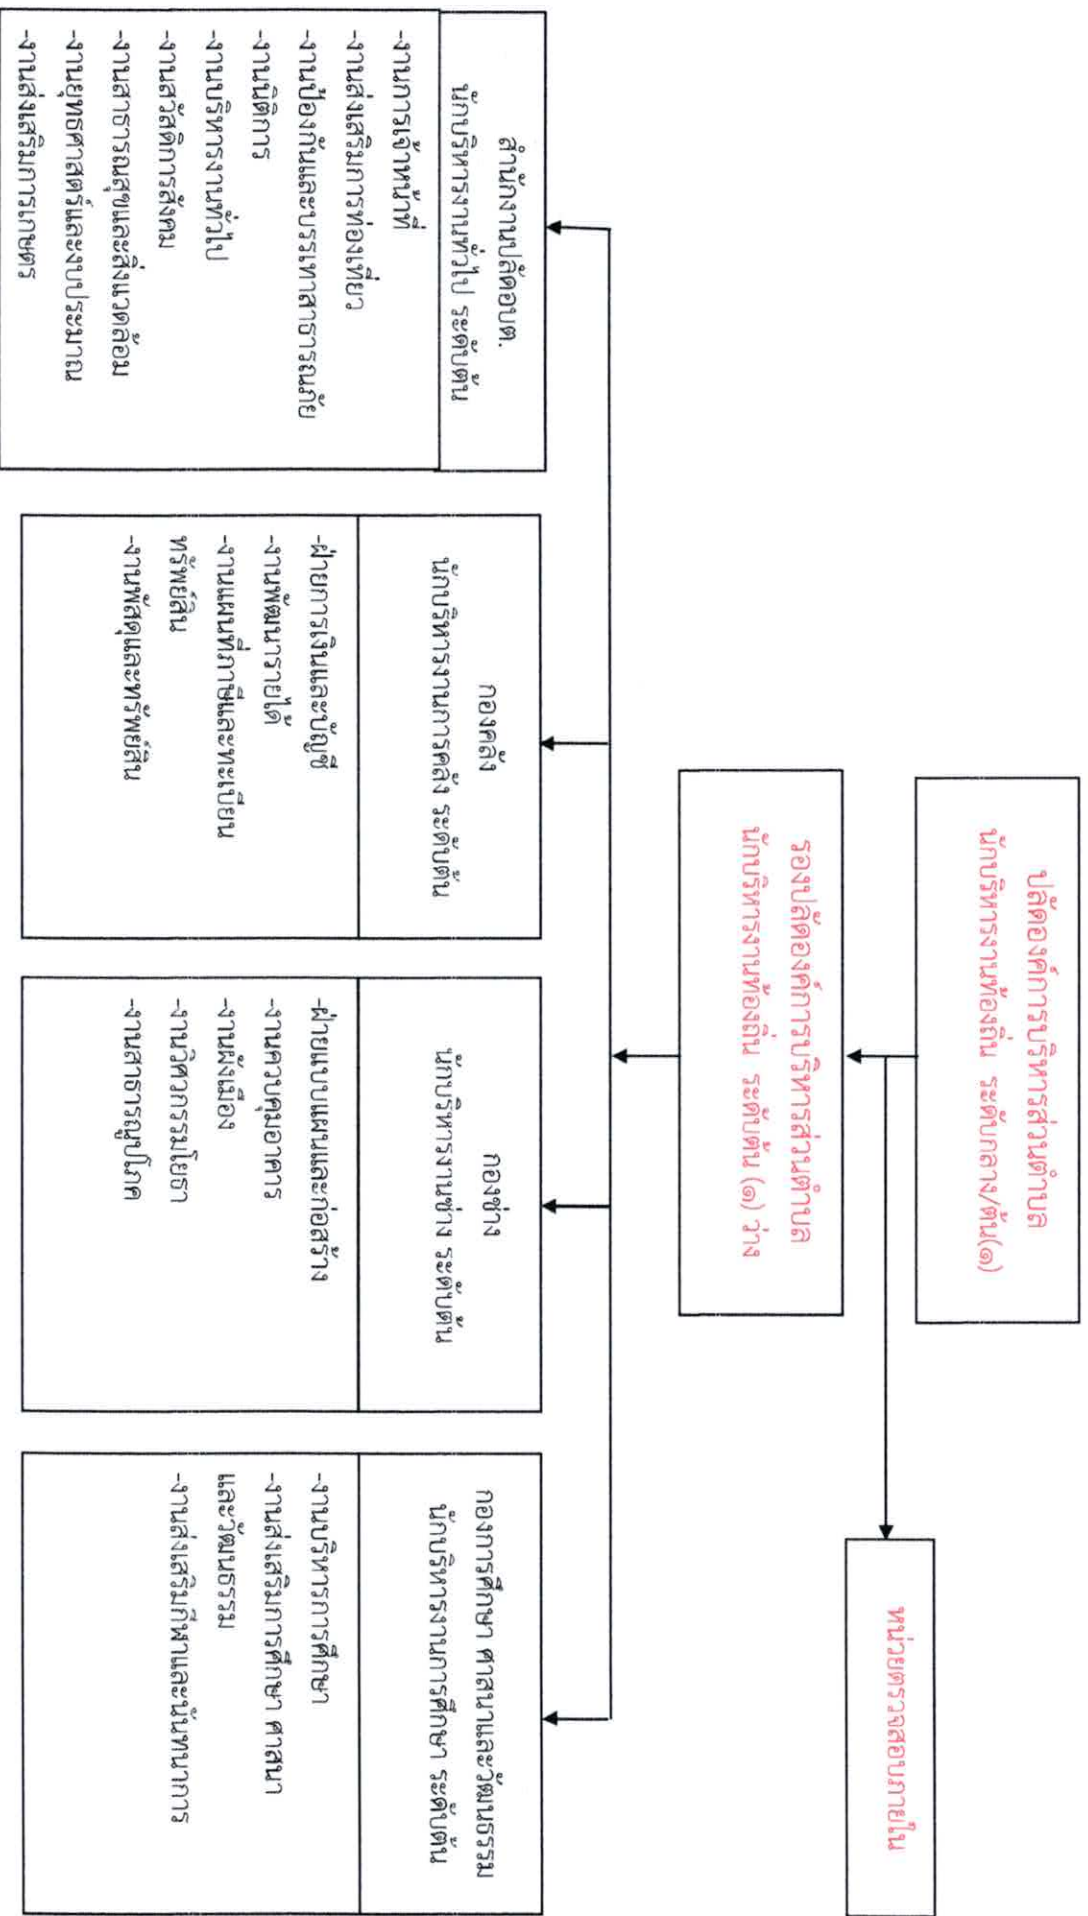 ปลัดองค์การบริหารส่วนตำบล
นักบริหารงานท้องถิ่น ระดับกลาง/ต้น(๑)
หน่วยตรวจสอบภายใน
รองปลัดองค์การบริหารส่วนตำบล
นักบริหารงานท้องถิ่น ระดับต้น (๑) ว่าง
สำนักงานปลัดอบต.
นักบริหารงานทั่วไป ระดับต้น
-งานการเจ้าหน้าที่
-งานส่งเสริมการท่องเที่ยว
-งานป้องกันและบรรเทาสาธารณภัย
-งานนิติการ
-งานบริหารงานทั่วไป
-งานสวัสดิการสังคม
-งานสาธารณสุขและสิ่งแวดล้อม
-งานยุทธศาสตร์และงบประมาณ
-งานส่งเสริมการเกษตร
กองคลัง
นักบริหารงานการคลัง ระดับต้น
-ฝ่ายการเงินและบัญชี
-งานพัฒนารายได้
-งานแผนที่ภาษีและทะเบียน
ทรัพย์สิน
-งานพัสดุและทรัพย์สิน
กองช่าง
นักบริหารงานช่าง ระดับต้น
-ฝ่ายแบบแผนและก่อสร้าง
-งานควบคุมอาคาร
-งานผังเมือง
-งานวิศวกรรมโยธา
-งานสาธารณูปโภค
กองการศึกษา ศาสนาและวัฒนธรรม
นักบริหารงานการศึกษา ระดับต้น
-งานบริหารการศึกษา
-งานส่งเสริมการศึกษา ศาสนา
และวัฒนธรรม
-งานส่งเสริมกีฬาและนันทนาการ